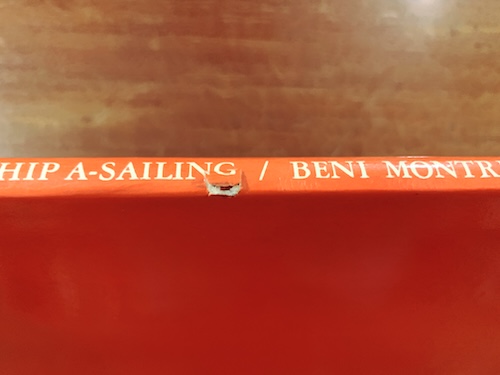 HIP A-SAILING / BENI MONTR